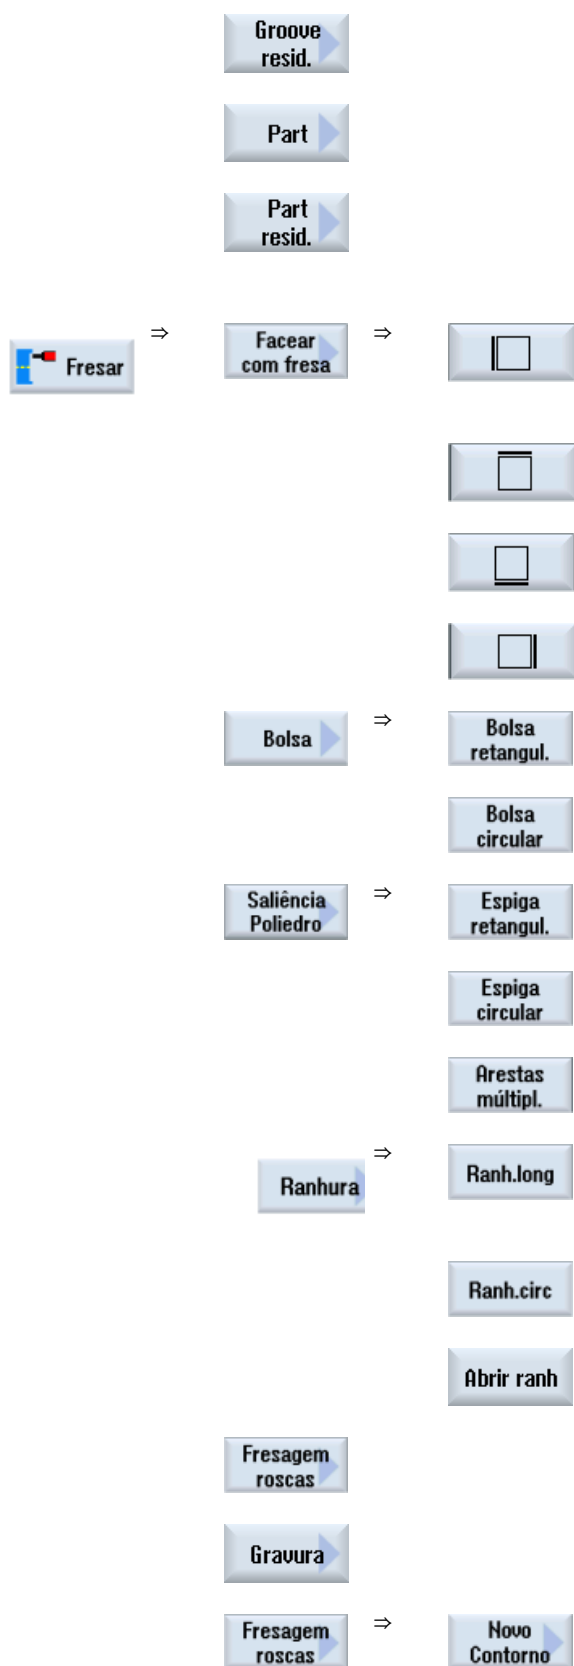 Groove
resid.
Part
Part
resid.
Fresar ⇒ Facear
com fresa ⇒
Bolsa ⇒ Bolsa
retangul.
Bolsa
circular
Saliência
Poliedro ⇒ Espiga
retangul.
Espiga
circular
Arestas
múltipl.
Ranhura ⇒ Ranh.long
Ranh.circ
Abrir ranh
Fresagem
roscas
Gravura
Fresagem
roscas ⇒ Novo
Contorno